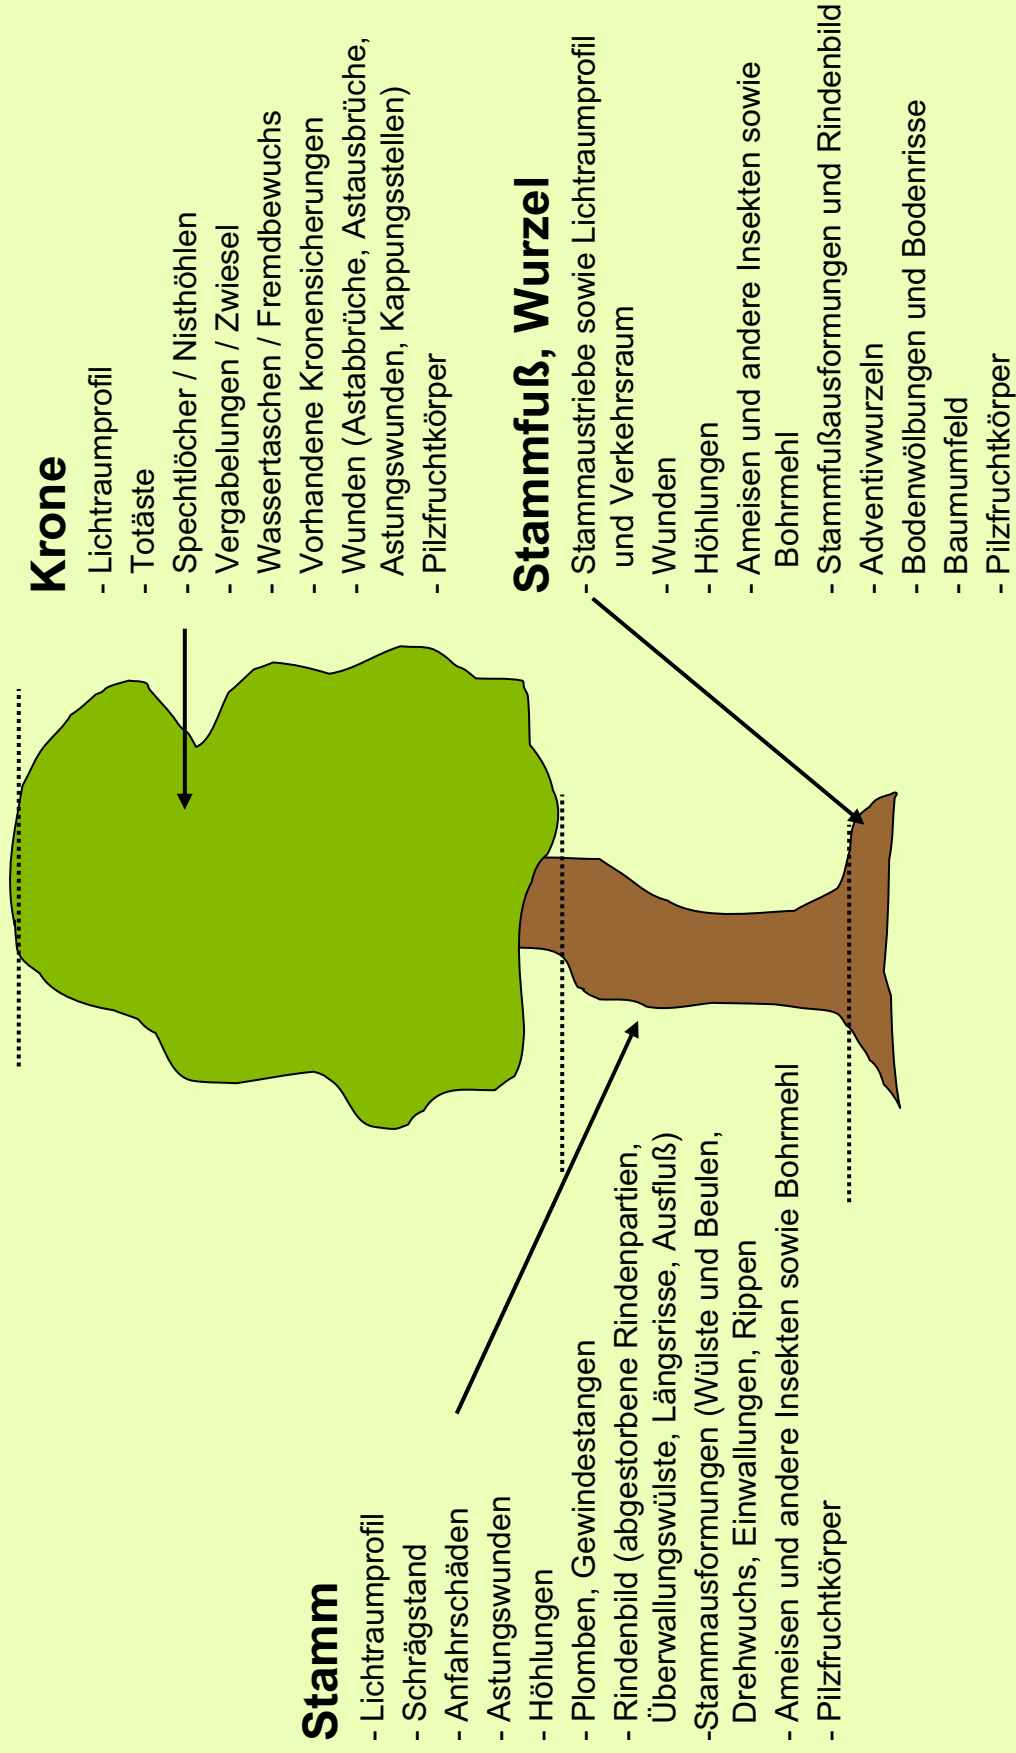 Krone
- Lichtraumprofil
- Totäste
- Spechtlöcher / Nisthöhlen
- Vergabelungen / Zwiesel
- Wassertaschen / Fremdbewuchs
- Vorhandene Kronensicherungen
- Wunden (Astabbrüche, Astausbrüche,
Astungswunden, Kappungsstellen)
- Pilzfruchtkörper
Stamm
- Lichtraumprofil
- Schrägstand
- Anfahrschäden
- Astungswunden
- Höhlungen
- Plomben, Gewindestangen
- Rindenbild (abgestorbene Rindenpartien,
Überwallungswülste, Längsrisse, Ausfluß)
-Stammausformungen (Wülste und Beulen,
Drehwuchs, Einwallungen, Rippen
- Ameisen und andere Insekten sowie Bohrmehl
- Pilzfruchtkörper
Stammfuß, Wurzel
- Stammaustriebe sowie Lichtraumprofil
und Verkehrsraum
- Wunden
- Höhlungen
- Ameisen und andere Insekten sowie
Bohrmehl
- Stammfußausformungen und Rindenbild
- Adventivwurzeln
- Bodenwölbungen und Bodenrisse
- Baumumfeld
- Pilzfruchtkörper